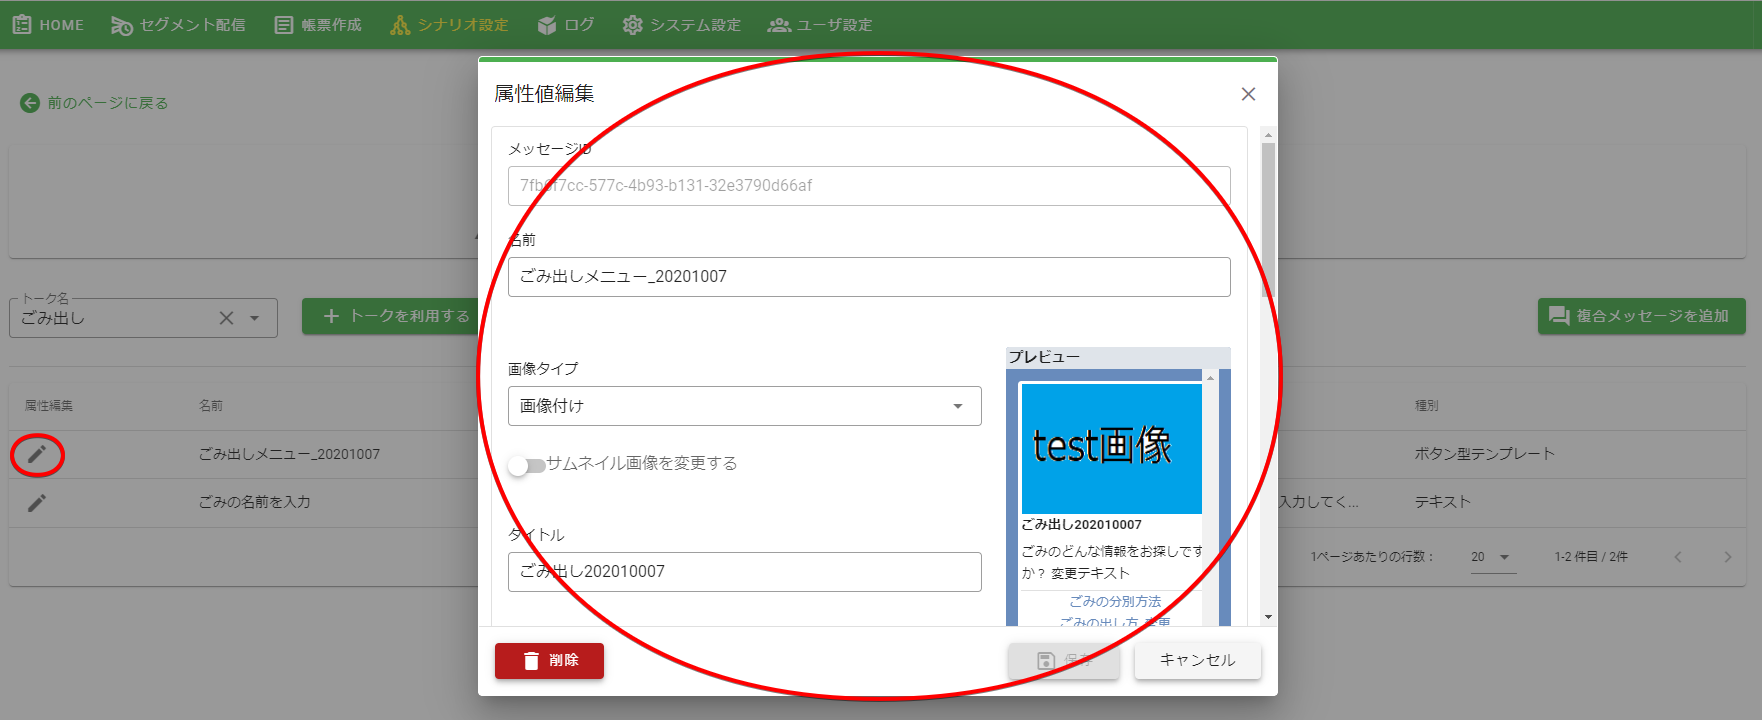 HOME セグメント配信 帳票作成 シナリオ設定 ログ システム設定 ユーザ設定
前のページに戻る
トーク名
ごみ出し
トークを利用する
複合メッセージを追加
属性編集 名前 種別
ごみ出しメニュー_20201007 ボタン型テンプレート
ごみの名前を入力 入力してく... テキスト
1ページあたりの行数： 20 1-2 件目 / 2件
属性値編集
メッセージID
7fb6f7cc-577c-4b93-b131-32e3790d66af
名前
ごみ出しメニュー_20201007
画像タイプ
画像付け
サムネイル画像を変更する
タイトル
ごみ出し202010007
プレビュー
test画像
ごみ出し202010007
ごみのどんな情報をお探しです
か？ 変更テキスト
ごみの分別方法
ごみの出し方 変更
削除 保存 キャンセル